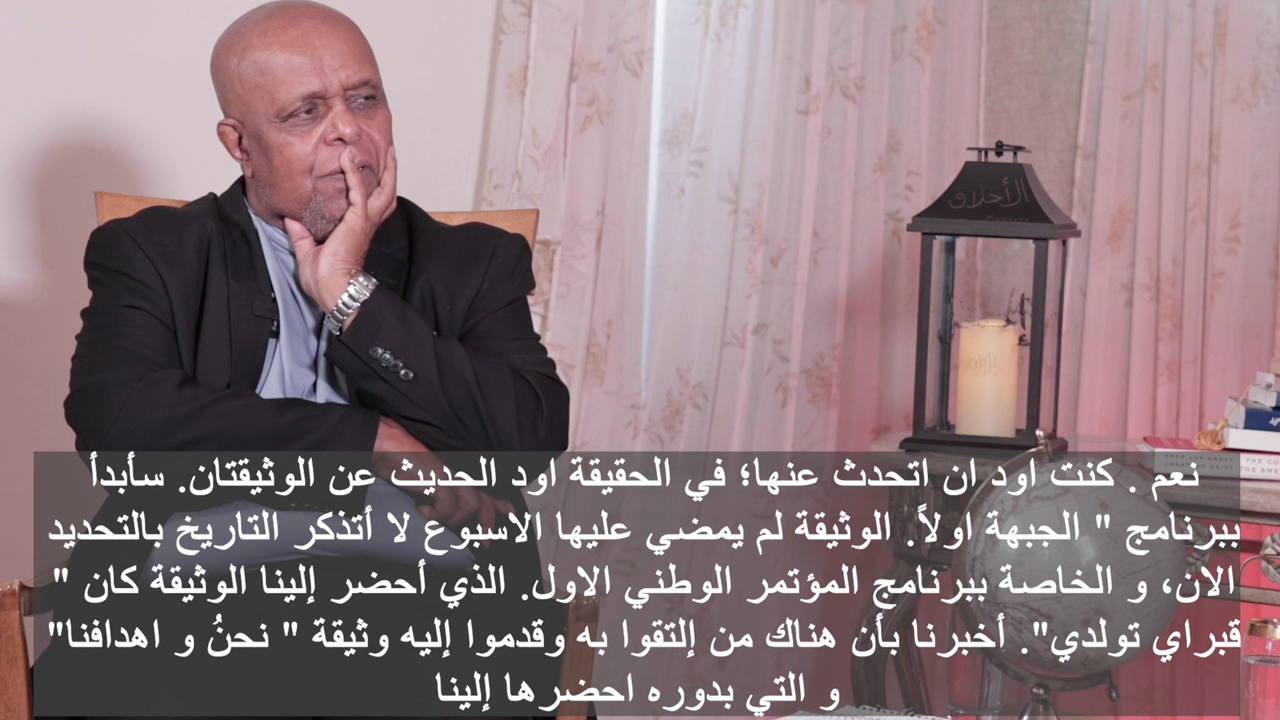 الأخلاق
نعم . كنت اود ان اتحدث عنها؛ في الحقيقة اود الحديث عن الوثيقتان. سأبدأ
ببرنامج " الجبهة اولاً. الوثيقة لم يمضي عليها الاسبوع لا أتذكر التاريخ بالتحديد
الان، و الخاصة ببرنامج المؤتمر الوطني الاول. الذي أحضر إلينا الوثيقة كان "
قبراي تولدي". أخبرنا بأن هناك من إلتقوا به وقدموا إليه وثيقة " نحنُ و اهدافنا"
و التي بدوره احضرها إلينا